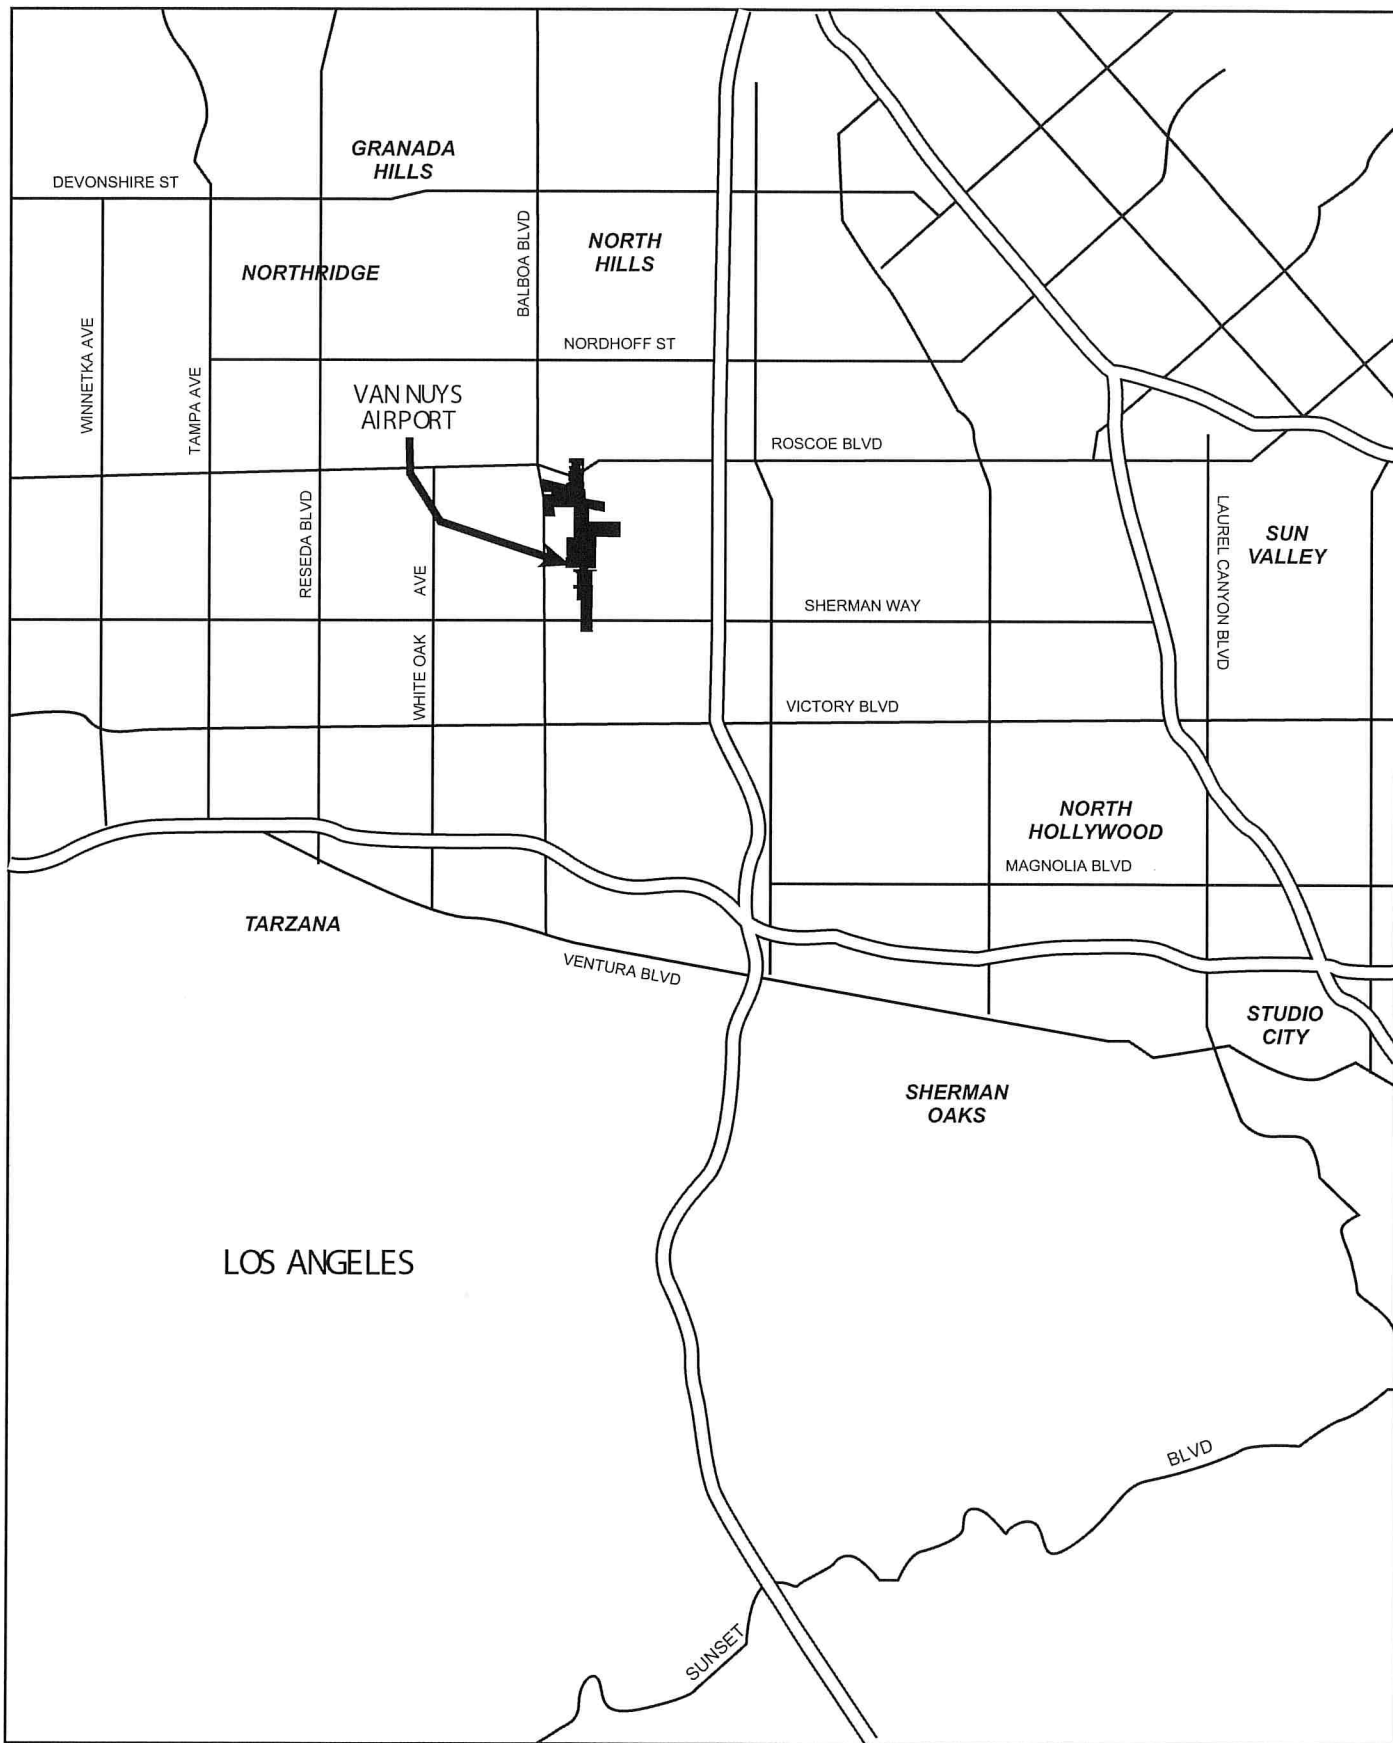 GRANADA
HILLS
DEVONSHIRE ST
NORTHRIDGE
BALBOA BLVD
NORTH
HILLS
WINNETKA AVE
TAMPA AVE
NORDHOFF ST
VAN NUYS
AIRPORT
ROSCOE BLVD
RESEDA BLVD
WHITE OAK AVE
LAUREL CANYON BLVD
SUN
VALLEY
SHERMAN WAY
VICTORY BLVD
NORTH
HOLLYWOOD
MAGNOLIA BLVD
TARZANA
VENTURA BLVD
STUDIO
CITY
SHERMAN
OAKS
LOS ANGELES
SUNSET BLVD